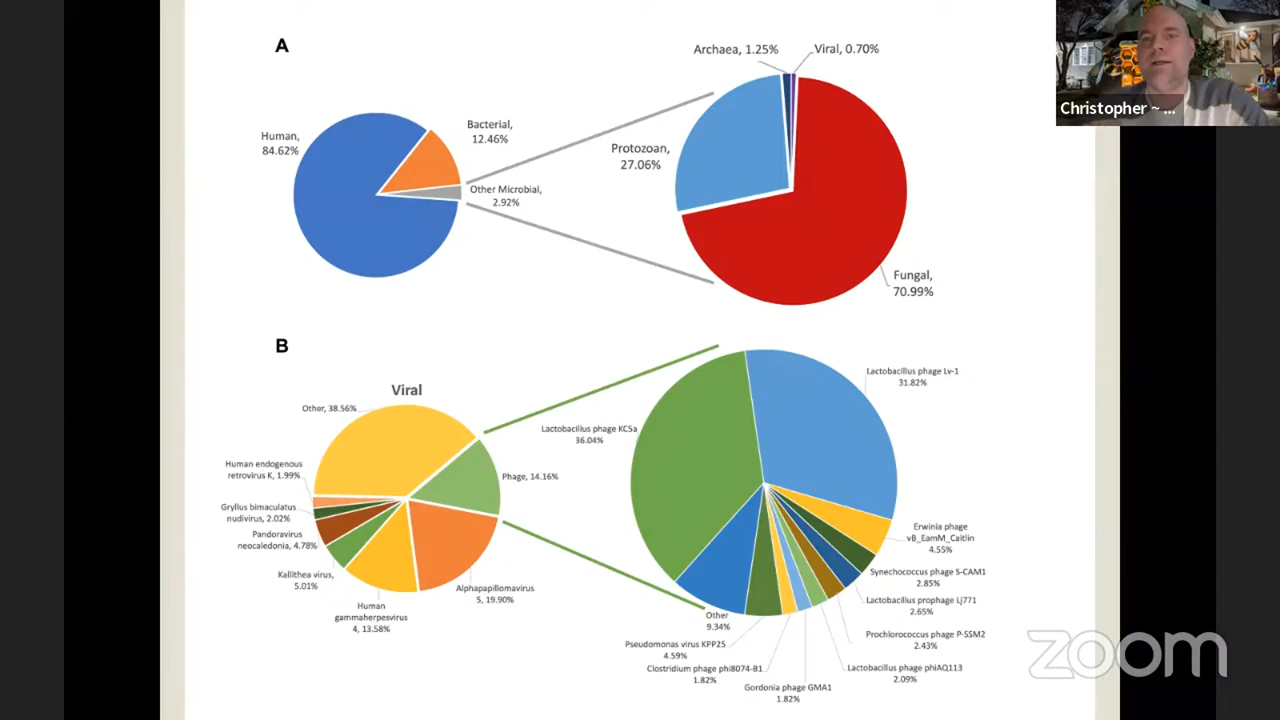 A
Archaea, 1.25%
Viral, 0.70%
Human,
84.62%
Bacterial,
12.46%
Other Microbial,
2.92%
Protozoan,
27.06%
Fungal,
70.99%
Christopher ~ ...
B
Viral
Other, 38.56%
Human endogenous
retrovirus K, 1.99%
Gryllus bimaculatus
nudivirus, 2.02%
Pandoravirus
neocaledonia, 4.78%
Kallithea virus,
5.01%
Human
gammaherpesvirus
4, 13.58%
Alphapapillomavirus
5, 19.90%
Phage, 14.16%
Lactobacillus phage KC5a
36.04%
Lactobacillus phage Lv-1
31.82%
Erwinia phage
vB_EamM_Caitlin
4.55%
Synechococcus phage S-CAM1
2.85%
Lactobacillus prophage Lj771
2.65%
Prochlorococcus phage P-SSM2
2.43%
Lactobacillus phage phiAQ113
2.09%
Gordonia phage GMA1
1.82%
Clostridium phage phi8074-B1
1.82%
Pseudomonas virus KPP25
4.59%
Other
9.34%
zoom